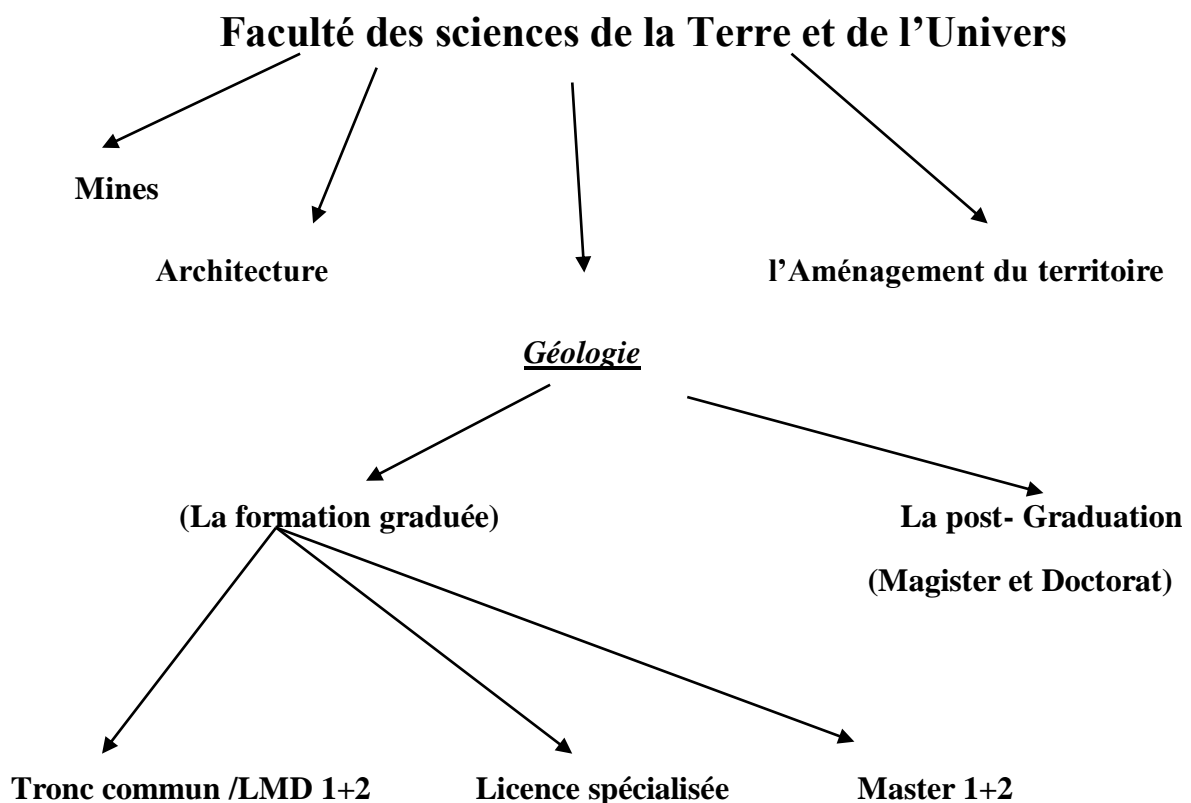 Faculté des sciences de la Terre et de l’Univers
Mines
Architecture
l’Aménagement du territoire
Géologie
(La formation graduée)
La post- Graduation
(Magister et Doctorat)
Tronc commun /LMD 1+2
Licence spécialisée
Master 1+2